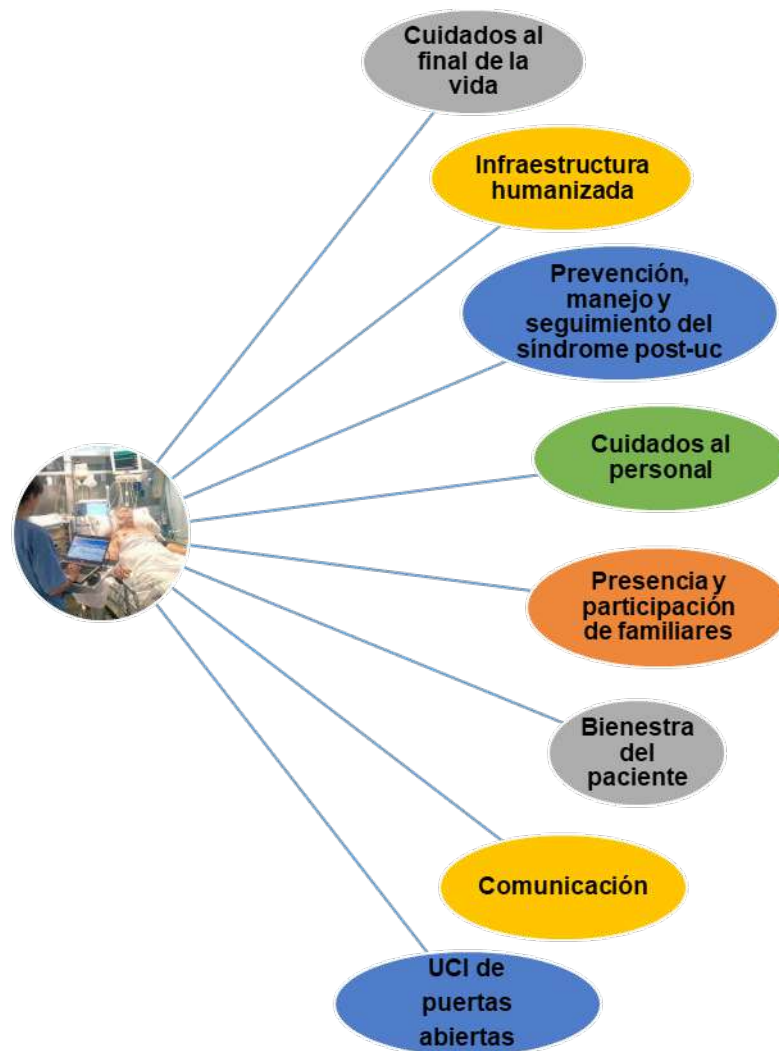 Cuidados al
final de la
vida
Infraestructura
humanizada
Prevención,
manejo y
seguimiento del
síndrome post-uc
Cuidados al
personal
Presencia y
participación
de familiares
Bienestra
del
paciente
Comunicación
UCI de
puertas
abiertas